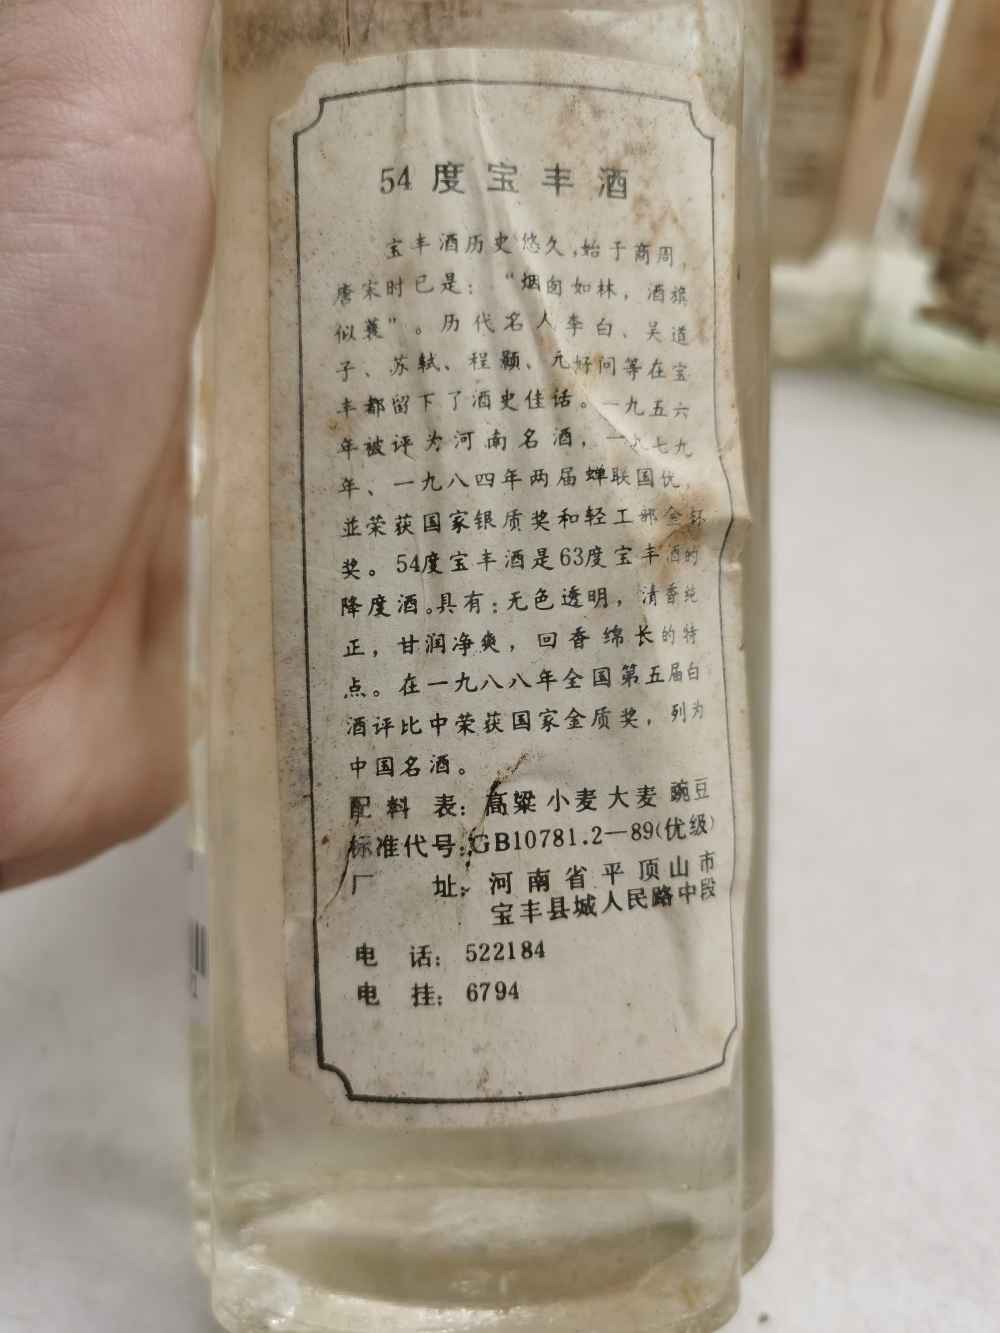 54度宝丰酒
宝丰酒历史悠久,始于商周,
唐宋时已是:“烟囱如林,酒旗
似蓑”。历代名人李白、吴道
子、苏轼、程颢、元好问等在宝
丰都留下了酒史佳话。一九五六
年被评为河南名酒,一九七九
年、一九八四年两届蝉联国优,
並荣获国家银质奖和轻工部金杯
奖。54度宝丰酒是63度宝丰酒的
降度酒。具有:无色透明,清香纯
正,甘润净爽,回香绵长的特
点。在一九八八年全国第五届白
酒评比中荣获国家金质奖,列为
中国名酒。
配料表:高粱小麦大麦豌豆
标准代号:GB10781.2—89(优级)
厂址:河南省平顶山市
宝丰县城人民路中段
电话:522184
电挂:6794